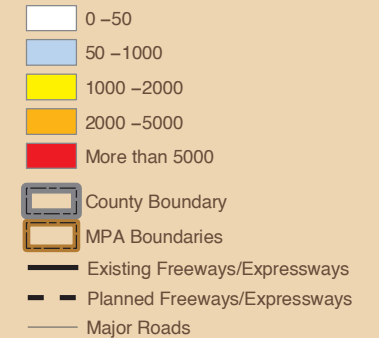 0 –50
50 –1000
1000 –2000
2000 –5000
More than 5000
County Boundary
MPA Boundaries
Existing Freeways/Expressways
Planned Freeways/Expressways
Major Roads